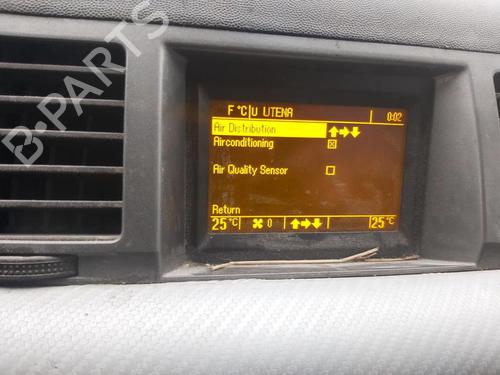 B-PARTS
F °C|U UTENA 0:02
Air Distribution
Airconditioning
Air Quality Sensor
Return
25°C 0 25°C